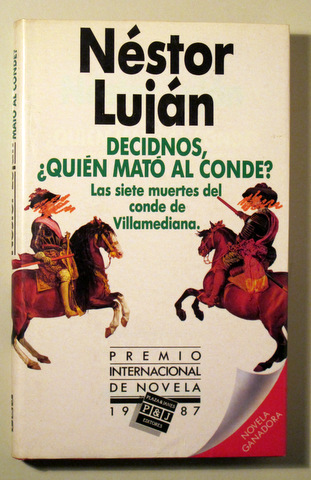 Néstor
Luján
DECIDNOS,
¿QUIÉN MATÓ AL CONDE?
Las siete muertes del
conde de
Villamediana.
PREMIO
INTERNACIONAL
DE NOVELA
1987
PLAZA & JANES
P&J
EDITORES
NOVELA
GANADORA
MATÓ AL CONDE?